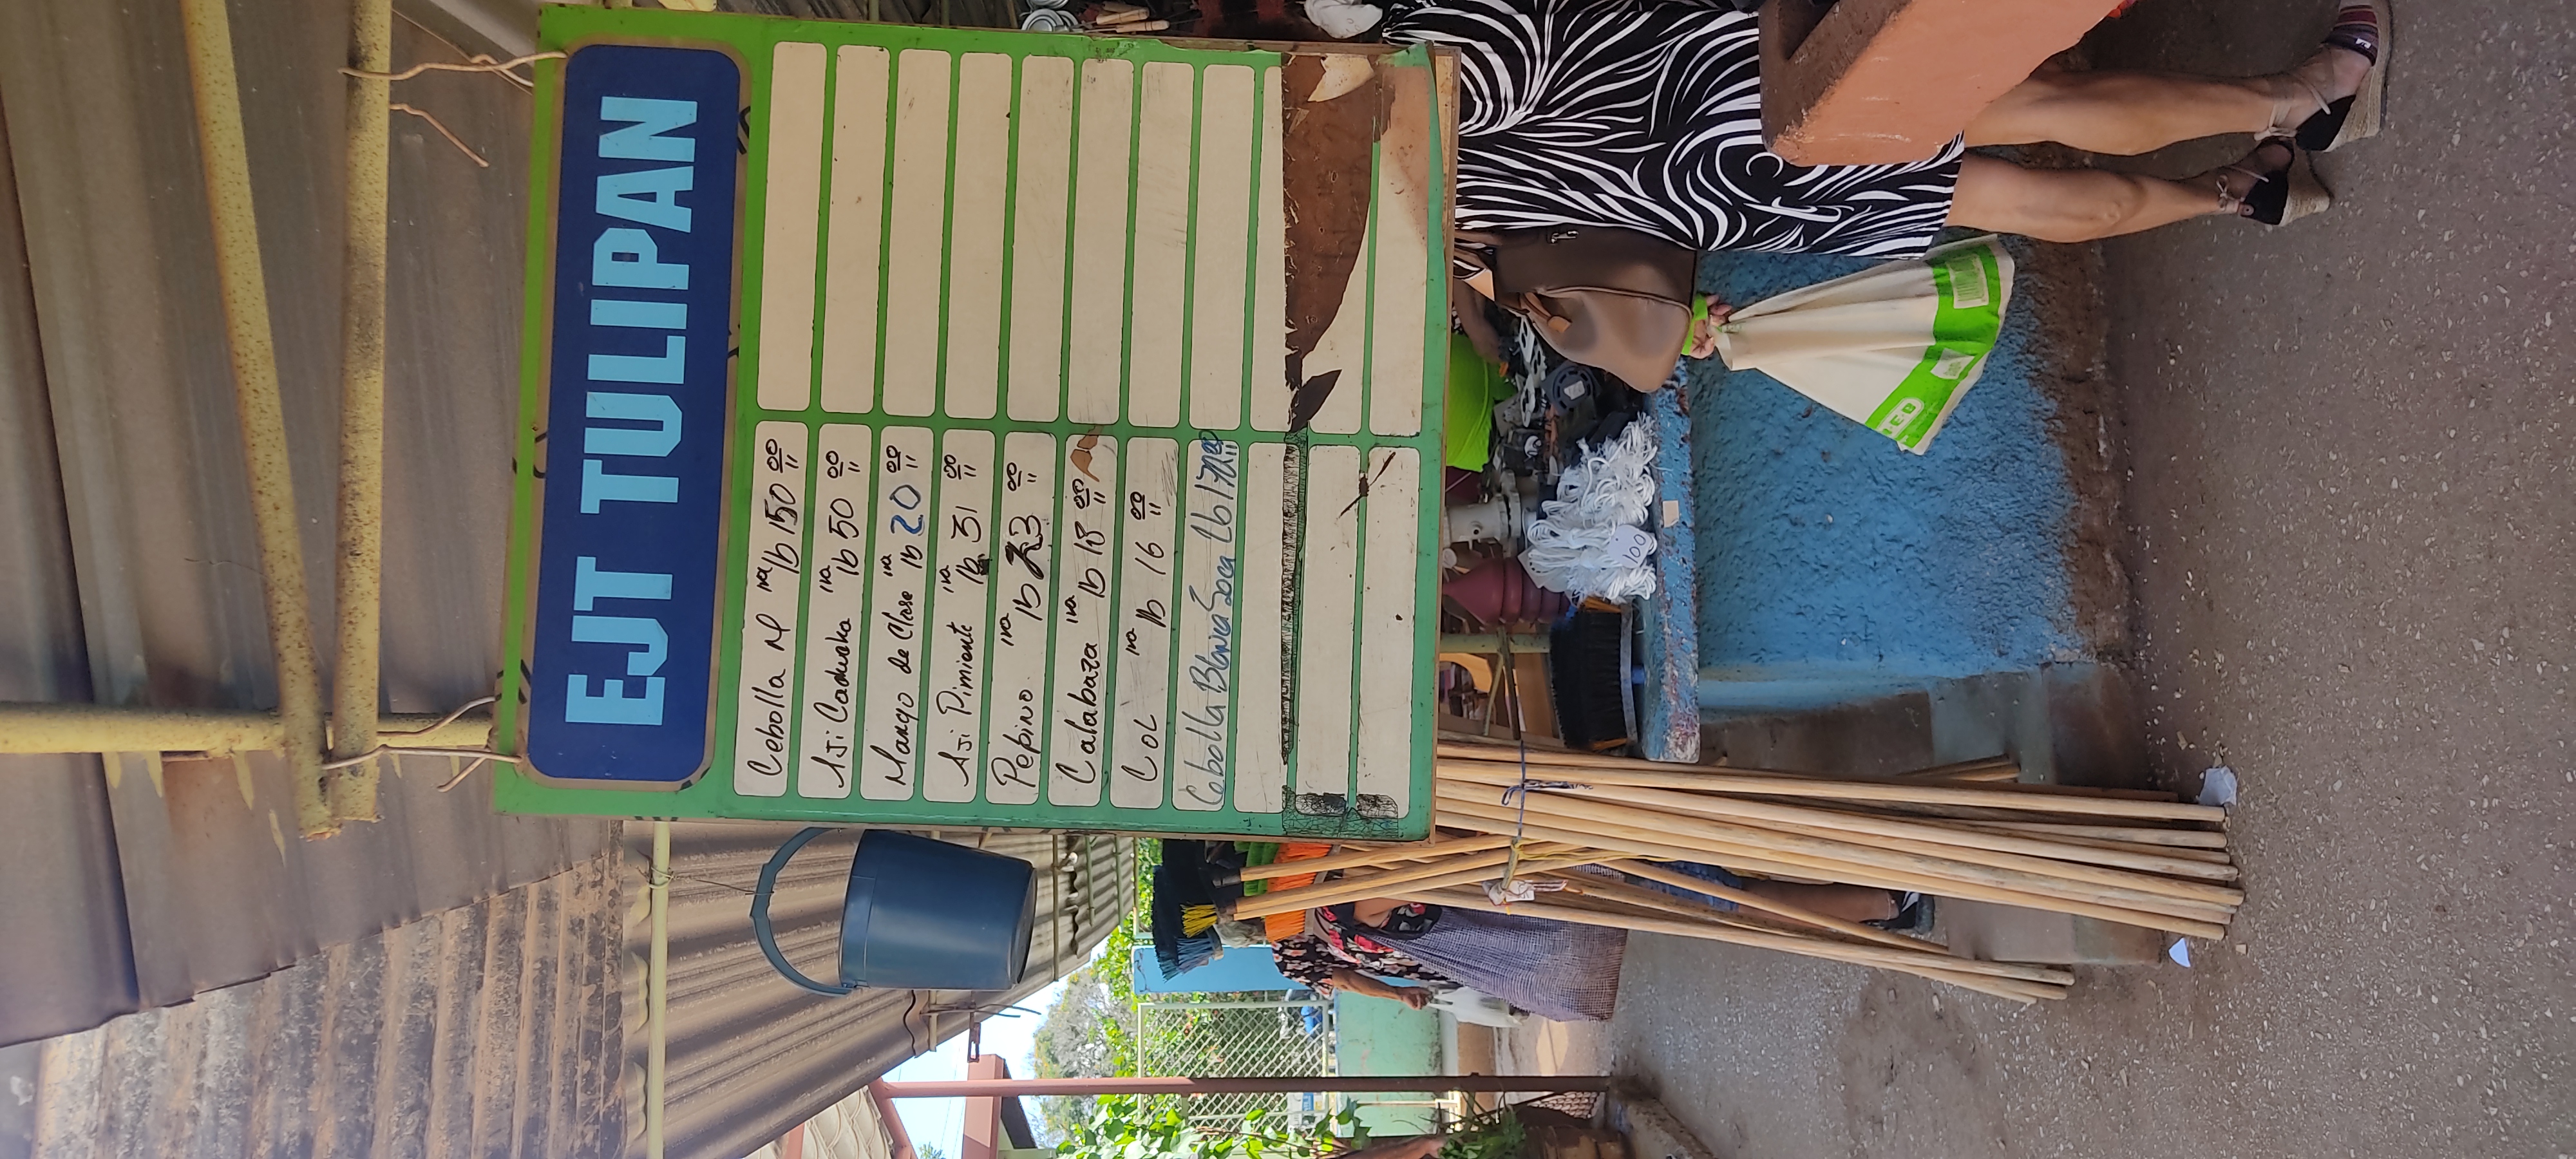 EJT TULIPAN
Cebolla M 1ra lb 150 00
Aji Cachucha 1ra lb 50 00
Mango de Clase 1ra lb 20 00
Aji Pimiento 1ra lb 31 00
Pepino. 1ra lb 23 00
Calabaza 1ra lb 18 00
COL 1ra lb 16 00
Cebolla Blanca Seca Lb 170 00
100